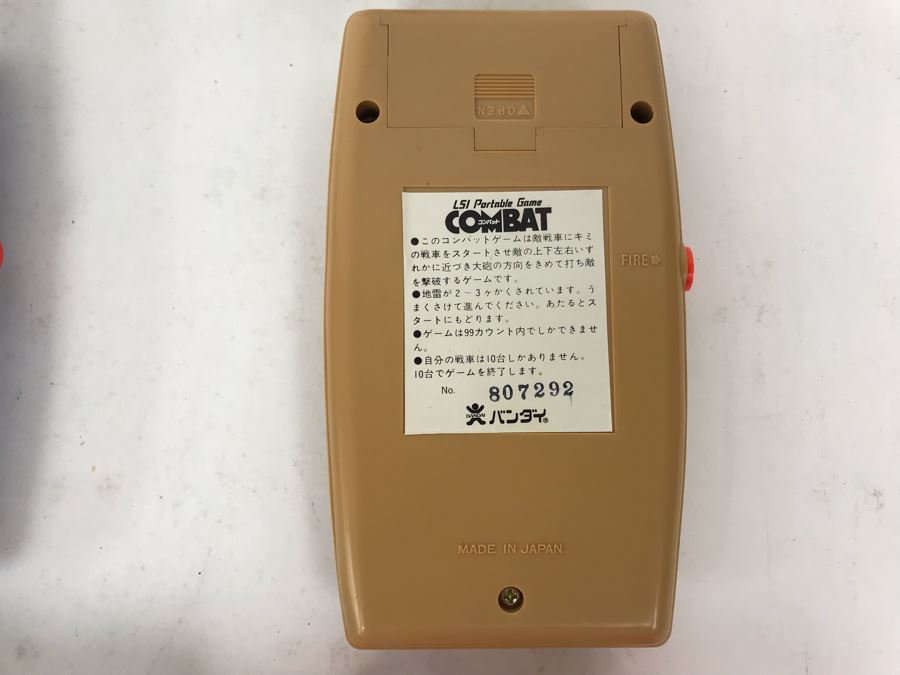 OPEN
LSI Portable Game
COMBAT
コンバット
●このコンバットゲームは敵戦車にキミ
の戦車をスタートさせ敵の上下左右いず
れかに近づき大砲の方向をきめて打ち敵
を撃破するゲームです。
●地雷が2~3ヶかくされています。う
まくさけて進んでください。あたるとス
タートにもどります。
●ゲームは99カウント内でしかできませ
ん。
●自分の戦車は10台しかありません。
10台でゲームを終了します。
No. 807292
BANDAI バンダイ®
FIRE⇨
MADE IN JAPAN